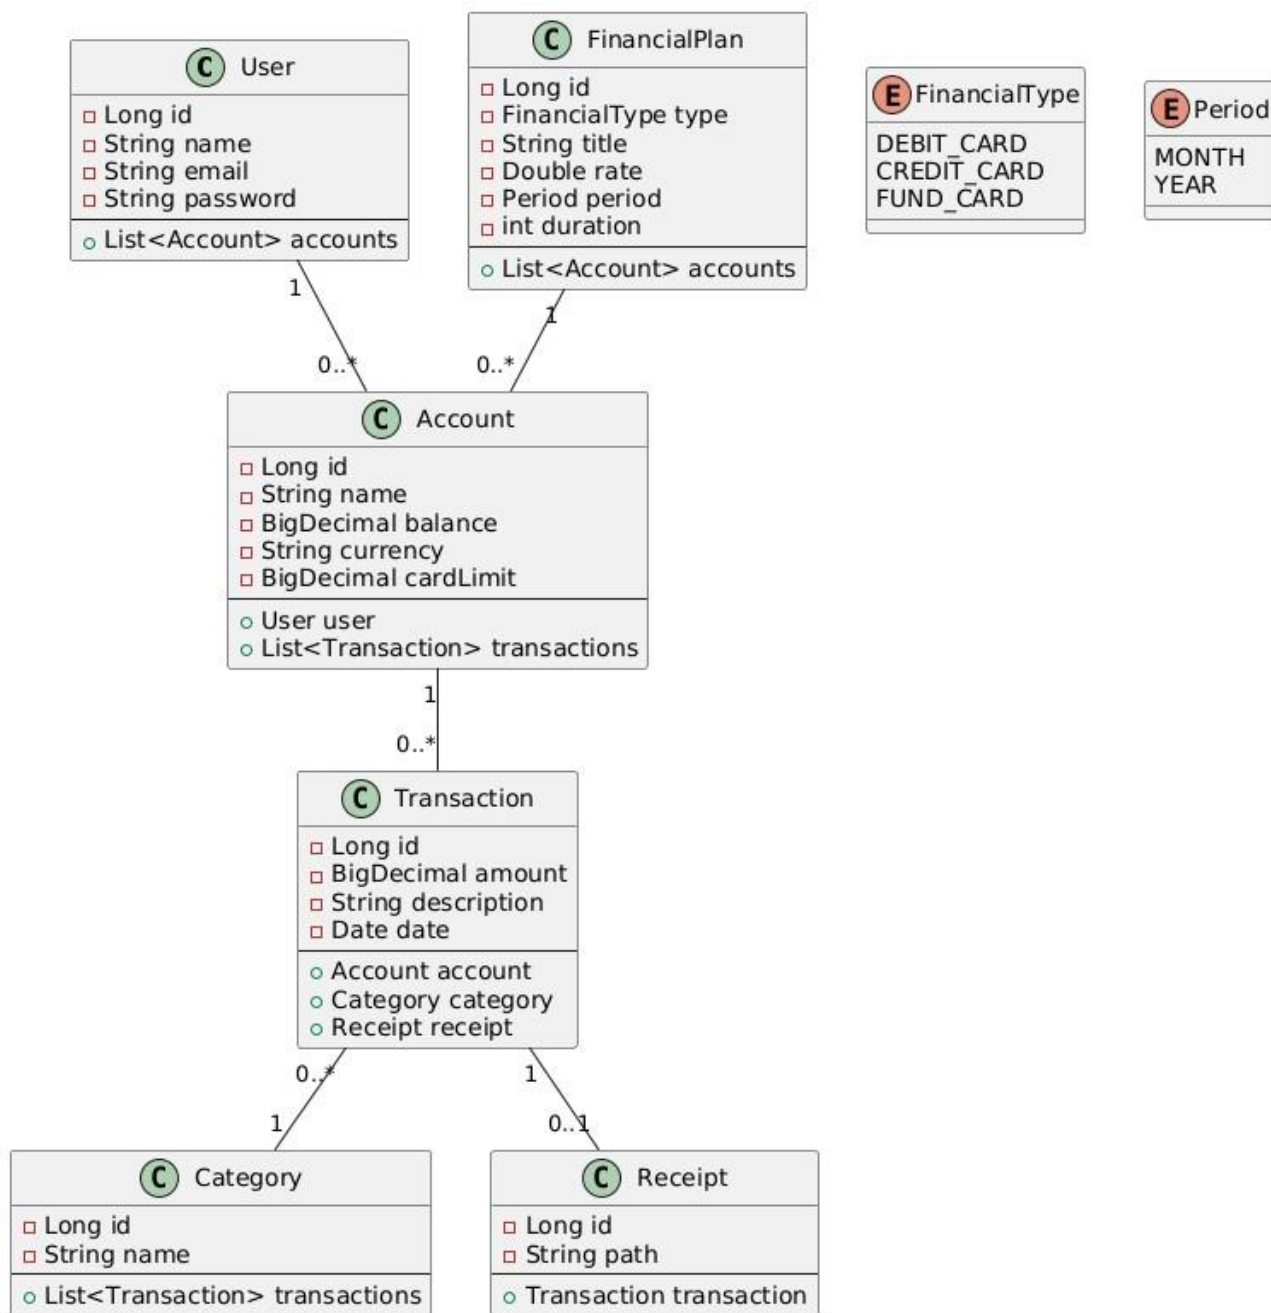 C User
Long id
String name
String email
String password
List<Account> accounts
C FinancialPlan
Long id
FinancialType type
String title
Double rate
Period period
int duration
List<Account> accounts
E FinancialType
DEBIT_CARD
CREDIT_CARD
FUND_CARD
E Period
MONTH
YEAR
1
0..*
1
0..*
C Account
Long id
String name
BigDecimal balance
String currency
BigDecimal cardLimit
User user
List<Transaction> transactions
1
0..*
C Transaction
Long id
BigDecimal amount
String description
Date date
Account account
Category category
Receipt receipt
0..*
1
1
0..1
C Category
Long id
String name
List<Transaction> transactions
C Receipt
Long id
String path
Transaction transaction